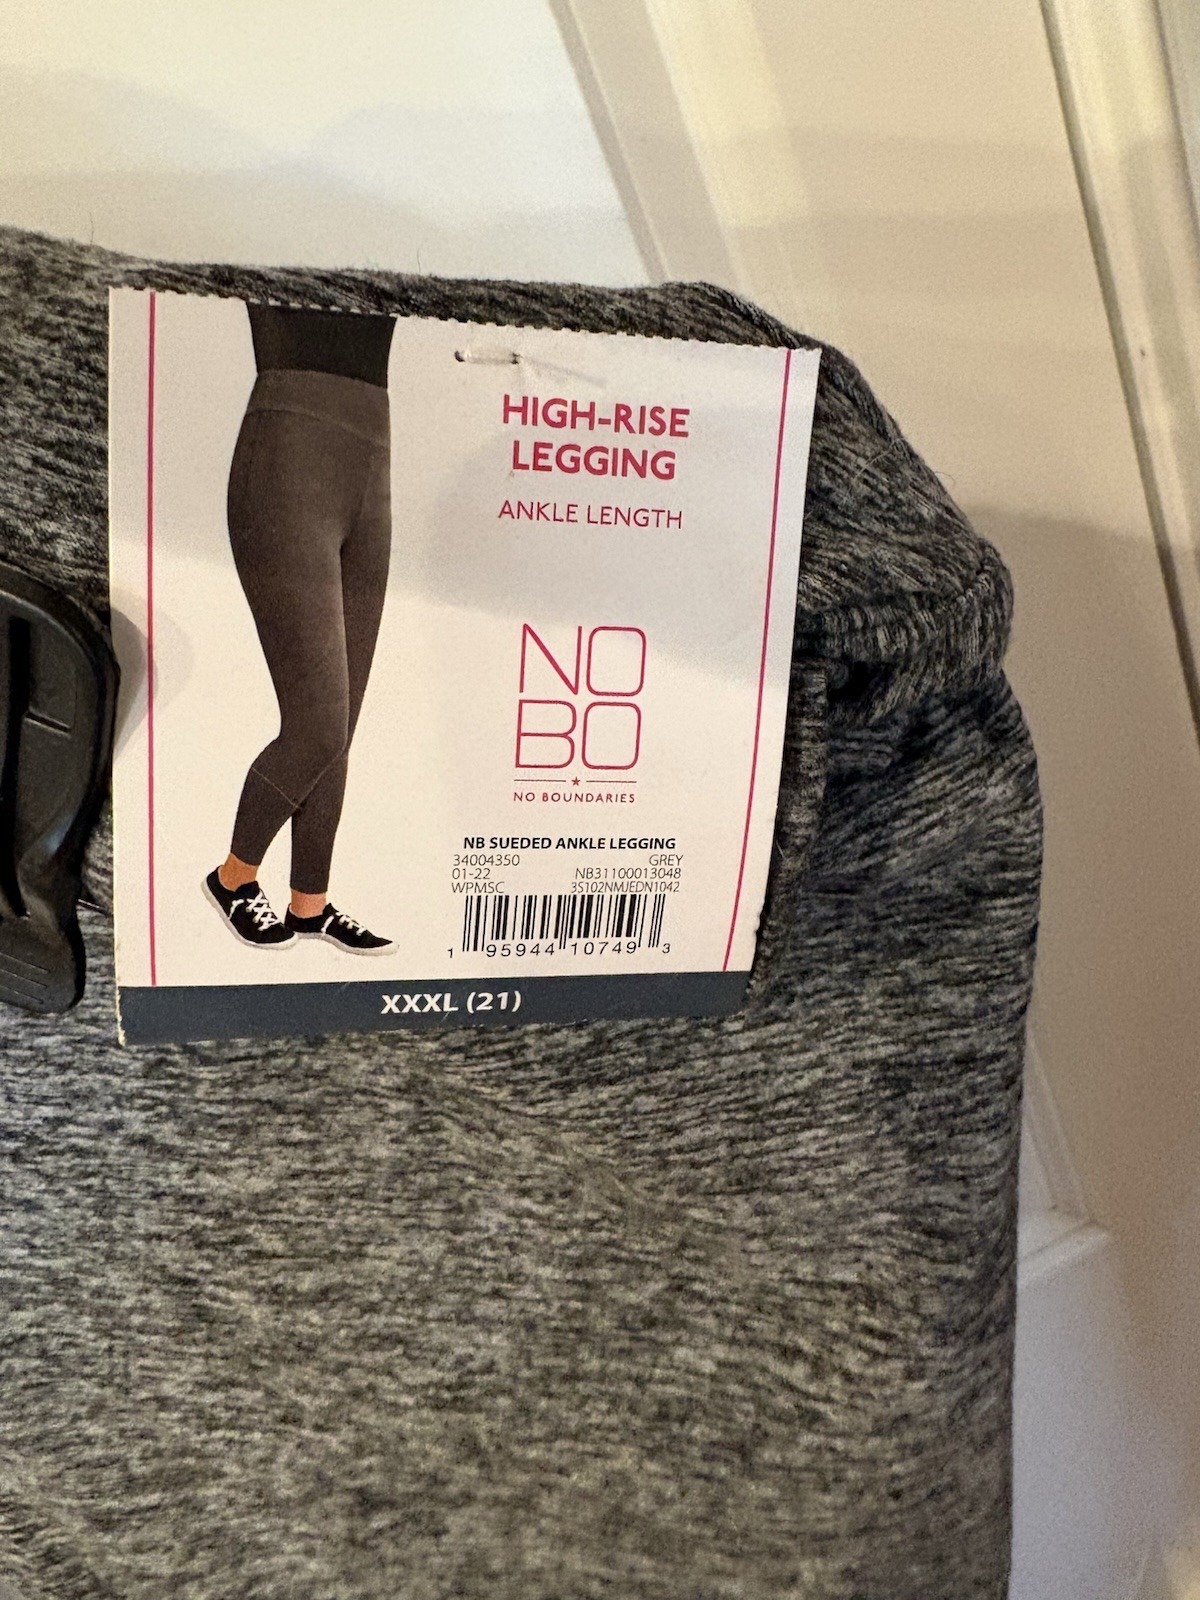 HIGH-RISE
LEGGING
ANKLE LENGTH
NO
BO
NO BOUNDARIES
NB SUEDED ANKLE LEGGING
34004350 GREY
01-22 NB31100013048
WPMSC 3S102NMJEDN1042
1 95944 10749 3
XXXL (21)